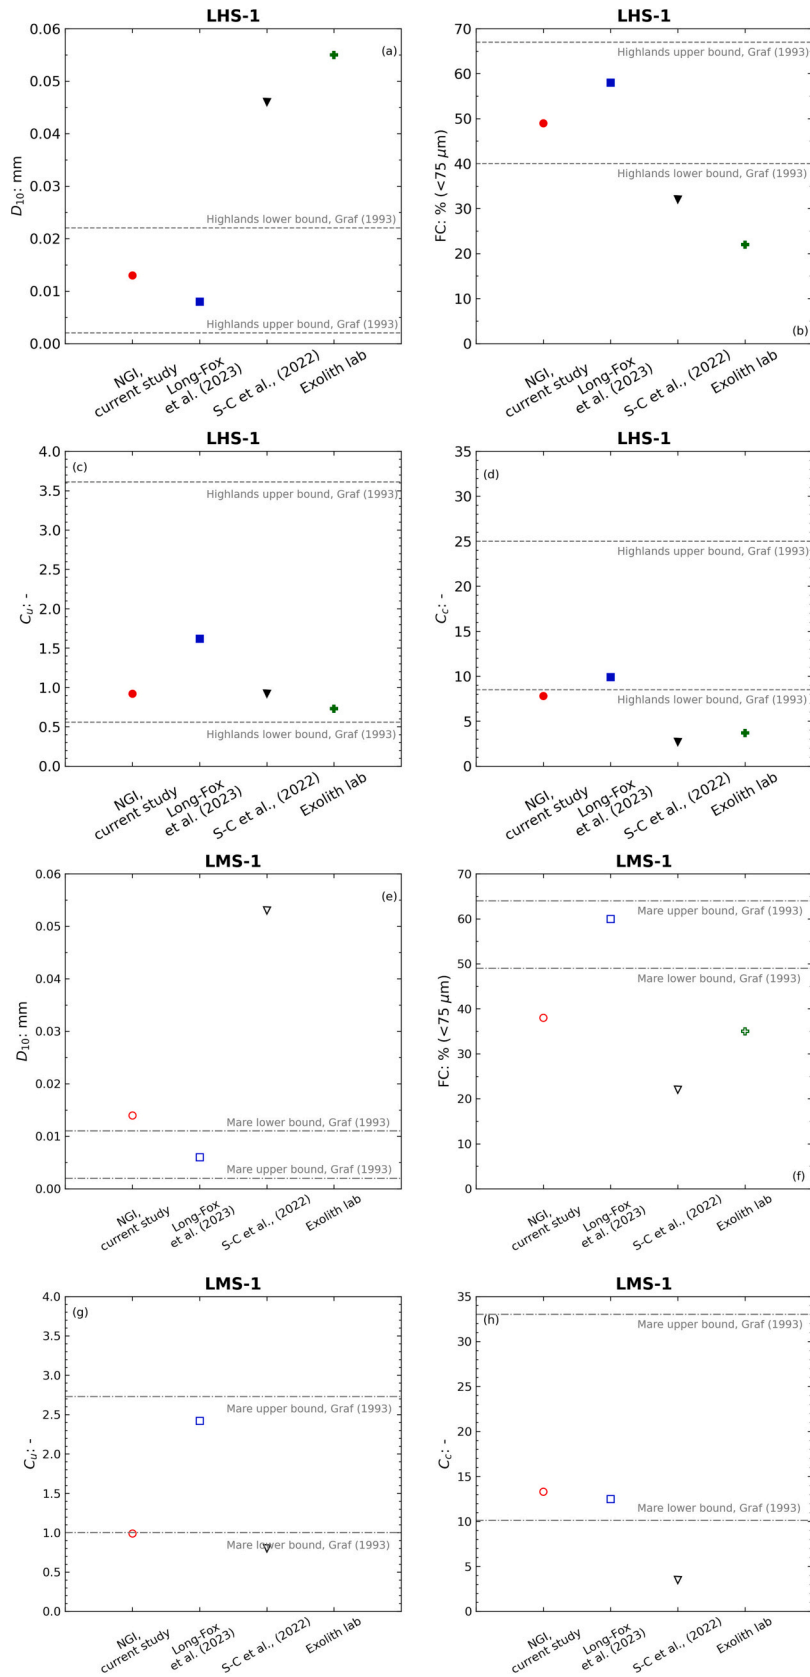 LHS-1
0.06
0.05
0.04
0.03
0.02
0.01
0.00
D10: mm
(a)
Highlands lower bound, Graf (1993)
Highlands upper bound, Graf (1993)
NGI,
current study
Long-Fox
et al. (2023)
S-C et al., (2022)
Exolith lab
LHS-1
70
60
50
40
30
20
10
0
FC: % (<75 μm)
Highlands upper bound, Graf (1993)
Highlands lower bound, Graf (1993)
(b)
NGI,
current study
Long-Fox
et al. (2023)
S-C et al., (2022)
Exolith lab
LHS-1
4.0
3.5
3.0
2.5
2.0
1.5
1.0
0.5
0.0
Cu: -
(c)
Highlands upper bound, Graf (1993)
Highlands lower bound, Graf (1993)
NGI,
current study
Long-Fox
et al. (2023)
S-C et al., (2022)
Exolith lab
LHS-1
35
30
25
20
15
10
5
0
Cc: -
(d)
Highlands upper bound, Graf (1993)
Highlands lower bound, Graf (1993)
NGI,
current study
Long-Fox
et al. (2023)
S-C et al., (2022)
Exolith lab
LMS-1
0.06
0.05
0.04
0.03
0.02
0.01
0.00
D10: mm
(e)
Mare lower bound, Graf (1993)
Mare upper bound, Graf (1993)
NGI,
current study
Long-Fox
et al. (2023)
S-C et al., (2022)
Exolith lab
LMS-1
70
60
50
40
30
20
10
0
FC: % (<75 μm)
Mare upper bound, Graf (1993)
Mare lower bound, Graf (1993)
(f)
NGI,
current study
Long-Fox
et al. (2023)
S-C et al., (2022)
Exolith lab
LMS-1
4.0
3.5
3.0
2.5
2.0
1.5
1.0
0.5
0.0
Cu: -
(g)
Mare upper bound, Graf (1993)
Mare lower bound, Graf (1993)
NGI,
current study
Long-Fox
et al. (2023)
S-C et al., (2022)
Exolith lab
LMS-1
35
30
25
20
15
10
5
0
Cc: -
(h)
Mare upper bound, Graf (1993)
Mare lower bound, Graf (1993)
NGI,
current study
Long-Fox
et al. (2023)
S-C et al., (2022)
Exolith lab